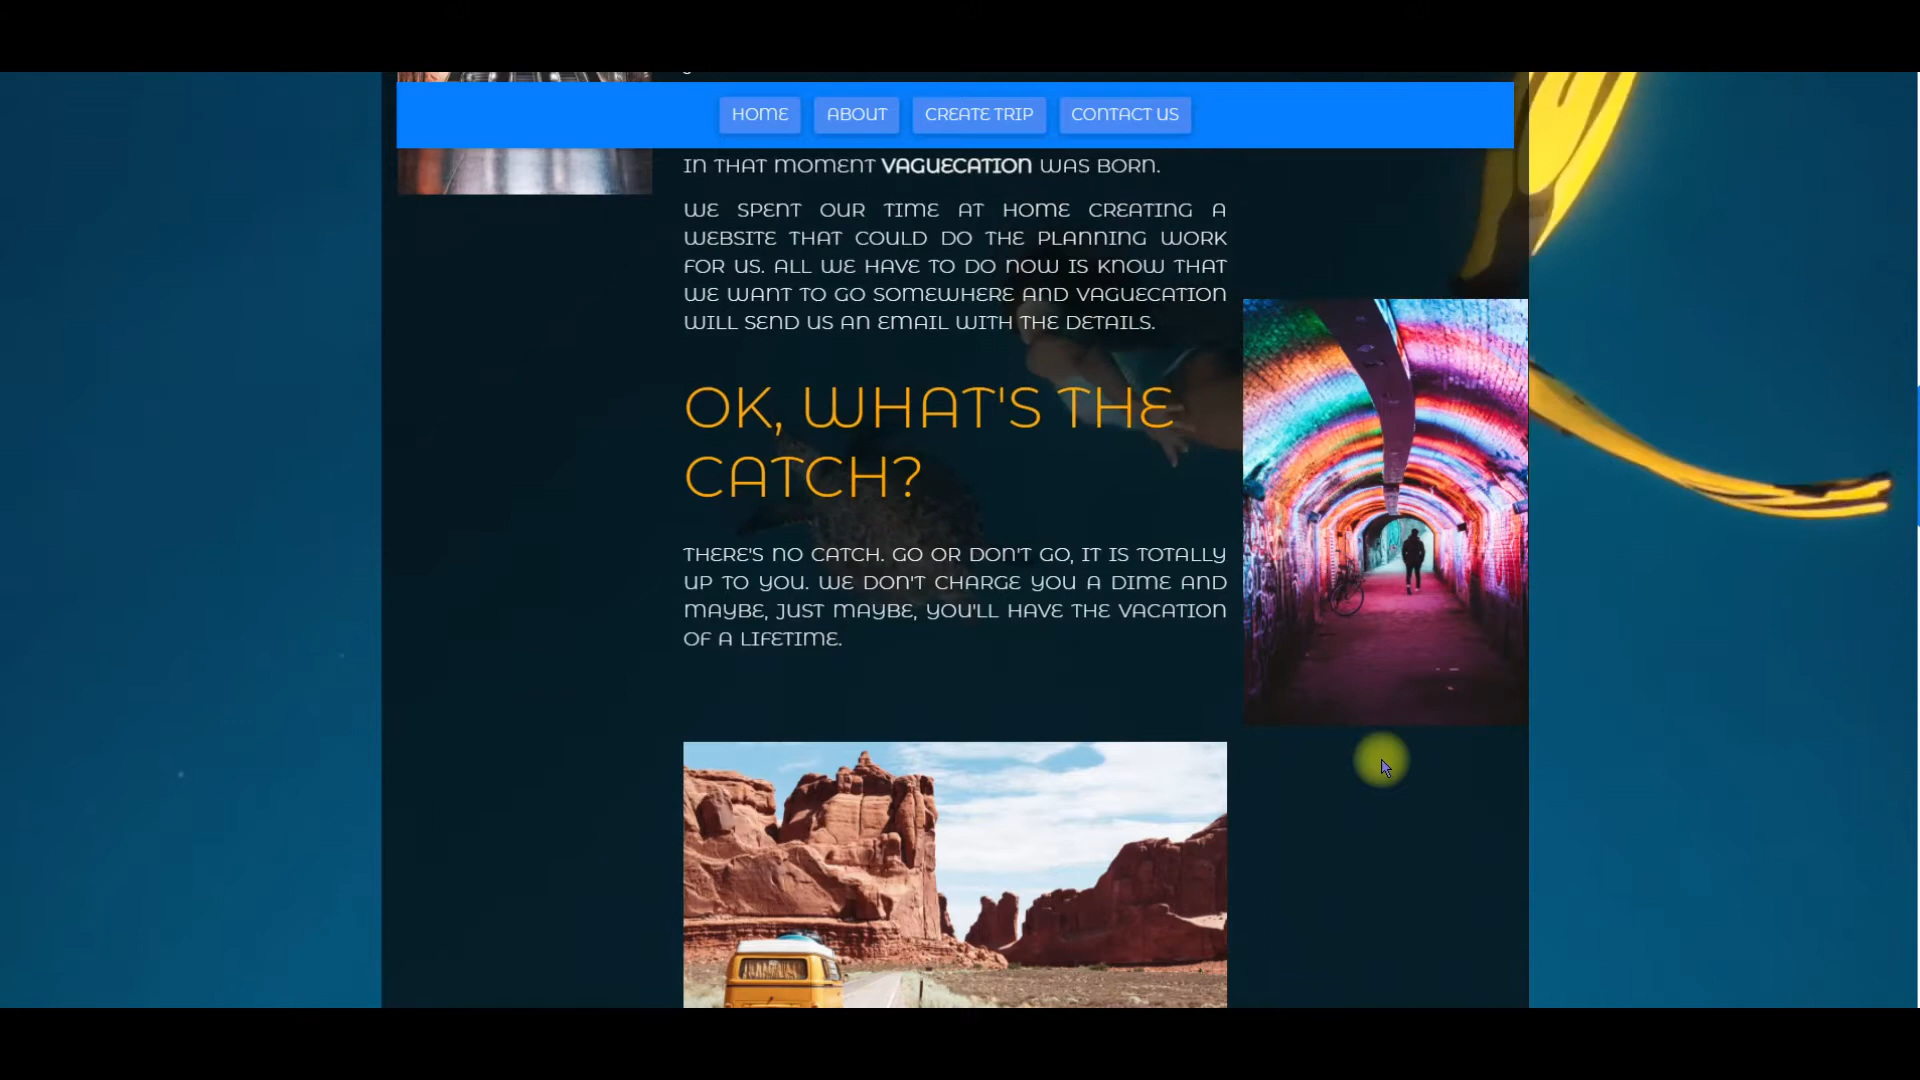 HOME ABOUT CREATE TRIP CONTACT US
IN THAT MOMENT VAGUECATION WAS BORN.
WE SPENT OUR TIME AT HOME CREATING A
WEBSITE THAT COULD DO THE PLANNING WORK
FOR US. ALL WE HAVE TO DO NOW IS KNOW THAT
WE WANT TO GO SOMEWHERE AND VAGUECATION
WILL SEND US AN EMAIL WITH THE DETAILS.
OK, WHAT'S THE
CATCH?
THERE'S NO CATCH. GO OR DON'T GO, IT IS TOTALLY
UP TO YOU. WE DON'T CHARGE YOU A DIME AND
MAYBE, JUST MAYBE, YOU'LL HAVE THE VACATION
OF A LIFETIME.